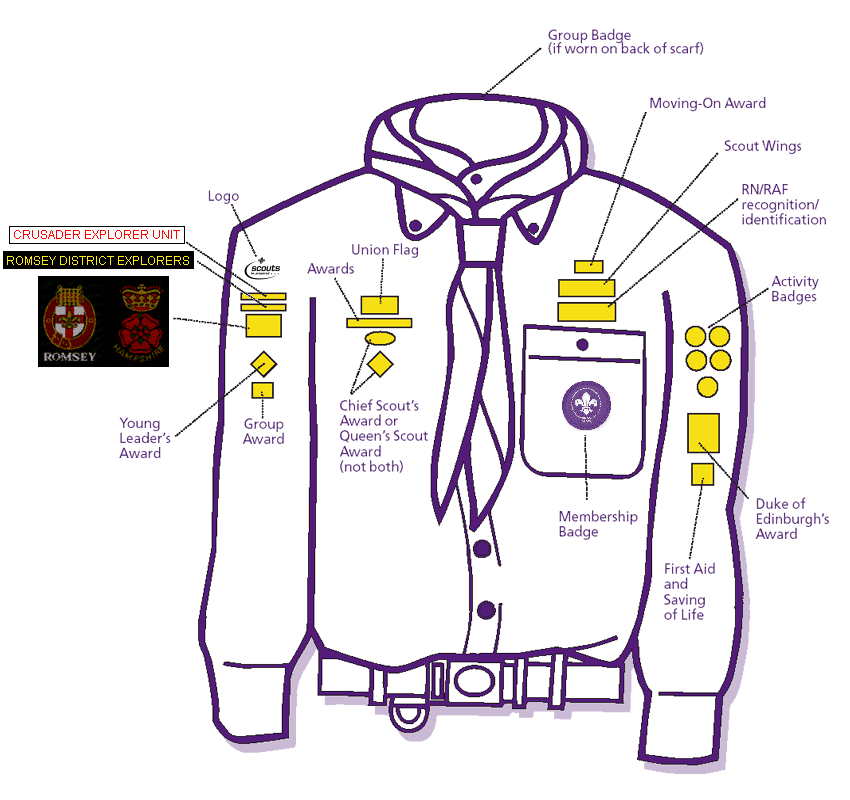 Group Badge
(if worn on back of scarf)
Moving-On Award
Scout Wings
RN/RAF
recognition/
identification
Logo
CRUSADER EXPLORER UNIT
ROMSEY DISTRICT EXPLORERS
scouts
Union Flag
Awards
Activity
Badges
ROMSEY
HAMPSHIRE
Young
Leader's
Award
Group
Award
Chief Scout's
Award or
Queen's Scout
Award
(not both)
Membership
Badge
Duke of
Edinburgh's
Award
First Aid
and
Saving
of Life